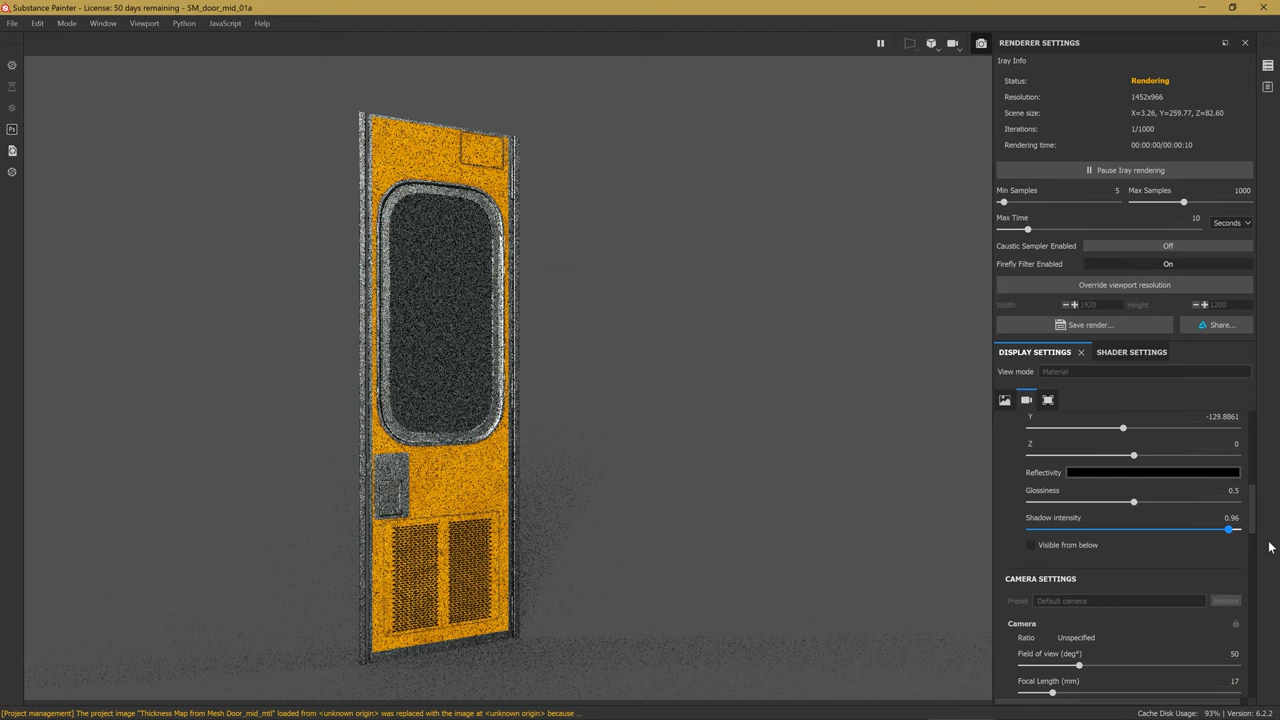 Substance Painter - License: 50 days remaining - SM_door_mid_01a
File Edit Mode Window Viewport Python JavaScript Help
RENDERER SETTINGS
Iray Info
Status: Rendering
Resolution: 1452x966
Scene size: X=3.26, Y=259.77, Z=82.60
Iterations: 1/1000
Rendering time: 00:00:00/00:00:10
Pause Iray rendering
Min Samples 5 Max Samples 1000
Max Time 10 Seconds
Caustic Sampler Enabled Off
Firefly Filter Enabled On
Override viewport resolution
Width 1920 Height 1200
Save render... Share...
DISPLAY SETTINGS SHADER SETTINGS
View mode Material
Y -129.8861
Z 0
Reflectivity
Glossiness 0.5
Shadow intensity 0.96
Visible from below
CAMERA SETTINGS
Preset Default camera Restore
Camera
Ratio Unspecified
Field of view (deg°) 50
Focal Length (mm) 17
Ps
[Project management] The project image "Thickness Map from Mesh Door_mid_mtl" loaded from <unknown origin> was replaced with the image at <unknown origin> because ...
Cache Disk Usage: 93% | Version: 6.2.2